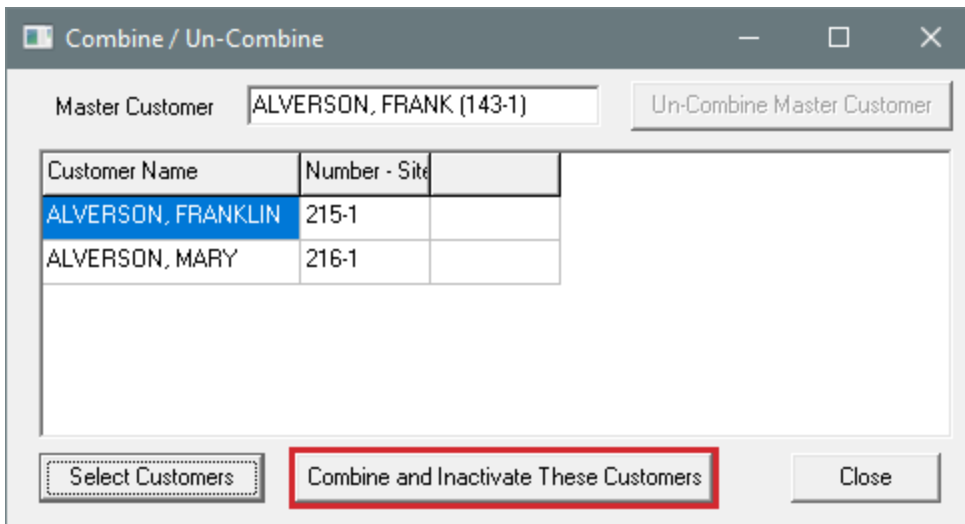 Combine / Un-Combine
Master Customer ALVERSON, FRANK (143-1) Un-Combine Master Customer
Customer Name Number - Site
ALVERSON, FRANKLIN 215-1
ALVERSON, MARY 216-1
Select Customers Combine and Inactivate These Customers Close